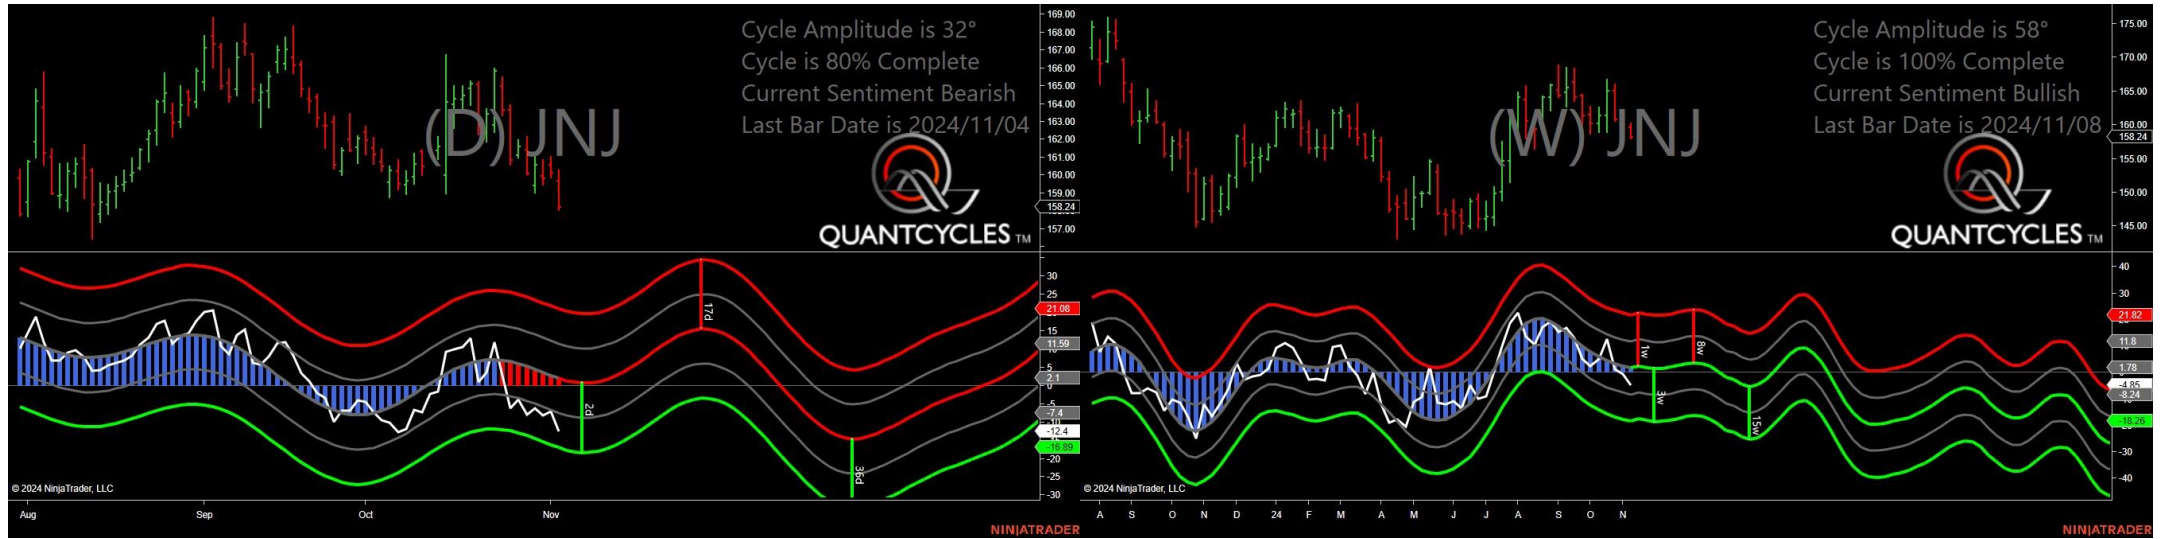 Cycle Amplitude is 32°
Cycle is 80% Complete
Current Sentiment Bearish
Last Bar Date is 2024/11/04
(D) JNJ
QUANTCYCLES TM
169.00
168.00
167.00
166.00
165.00
164.00
163.00
162.00
161.00
160.00
159.00
158.24
157.00
17d
2d
36d
30
25
21.08
15
11.59
5
2.1
-5
-7.4
-12.4
-16.89
-20
-25
-30
© 2024 NinjaTrader, LLC
Aug Sep Oct Nov
NINJATRADER
Cycle Amplitude is 58°
Cycle is 100% Complete
Current Sentiment Bullish
Last Bar Date is 2024/11/08
(W) JNJ
QUANTCYCLES TM
175.00
170.00
165.00
160.00
158.24
155.00
150.00
145.00
1w
8w
3w
15w
40
30
21.82
11.8
1.78
-4.85
-8.24
-18.26
-30
-40
© 2024 NinjaTrader, LLC
A S O N D 24 F M A M J J A S O N
NINJATRADER